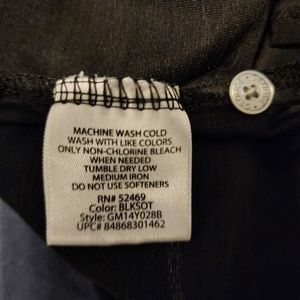 MACHINE WASH COLD
WASH WITH LIKE COLORS
ONLY NON-CHLORINE BLEACH
WHEN NEEDED
TUMBLE DRY LOW
MEDIUM IRON
DO NOT USE SOFTENERS
RN# 52469
Color: BLKSOT
Style: GM14Y028B
UPC# 84868301462